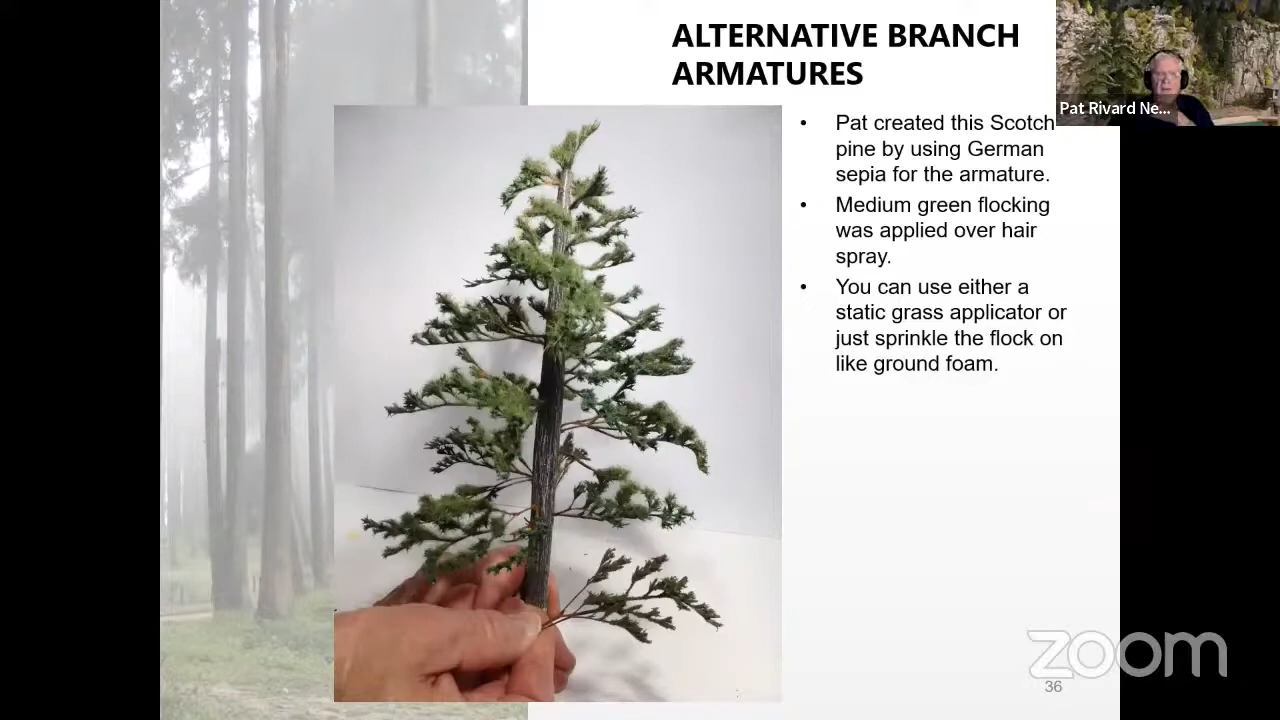 ALTERNATIVE BRANCH
ARMATURES
Pat Rivard Ne...
• Pat created this Scotch
pine by using German
sepia for the armature.
• Medium green flocking
was applied over hair
spray.
• You can use either a
static grass applicator or
just sprinkle the flock on
like ground foam.
zoom
36